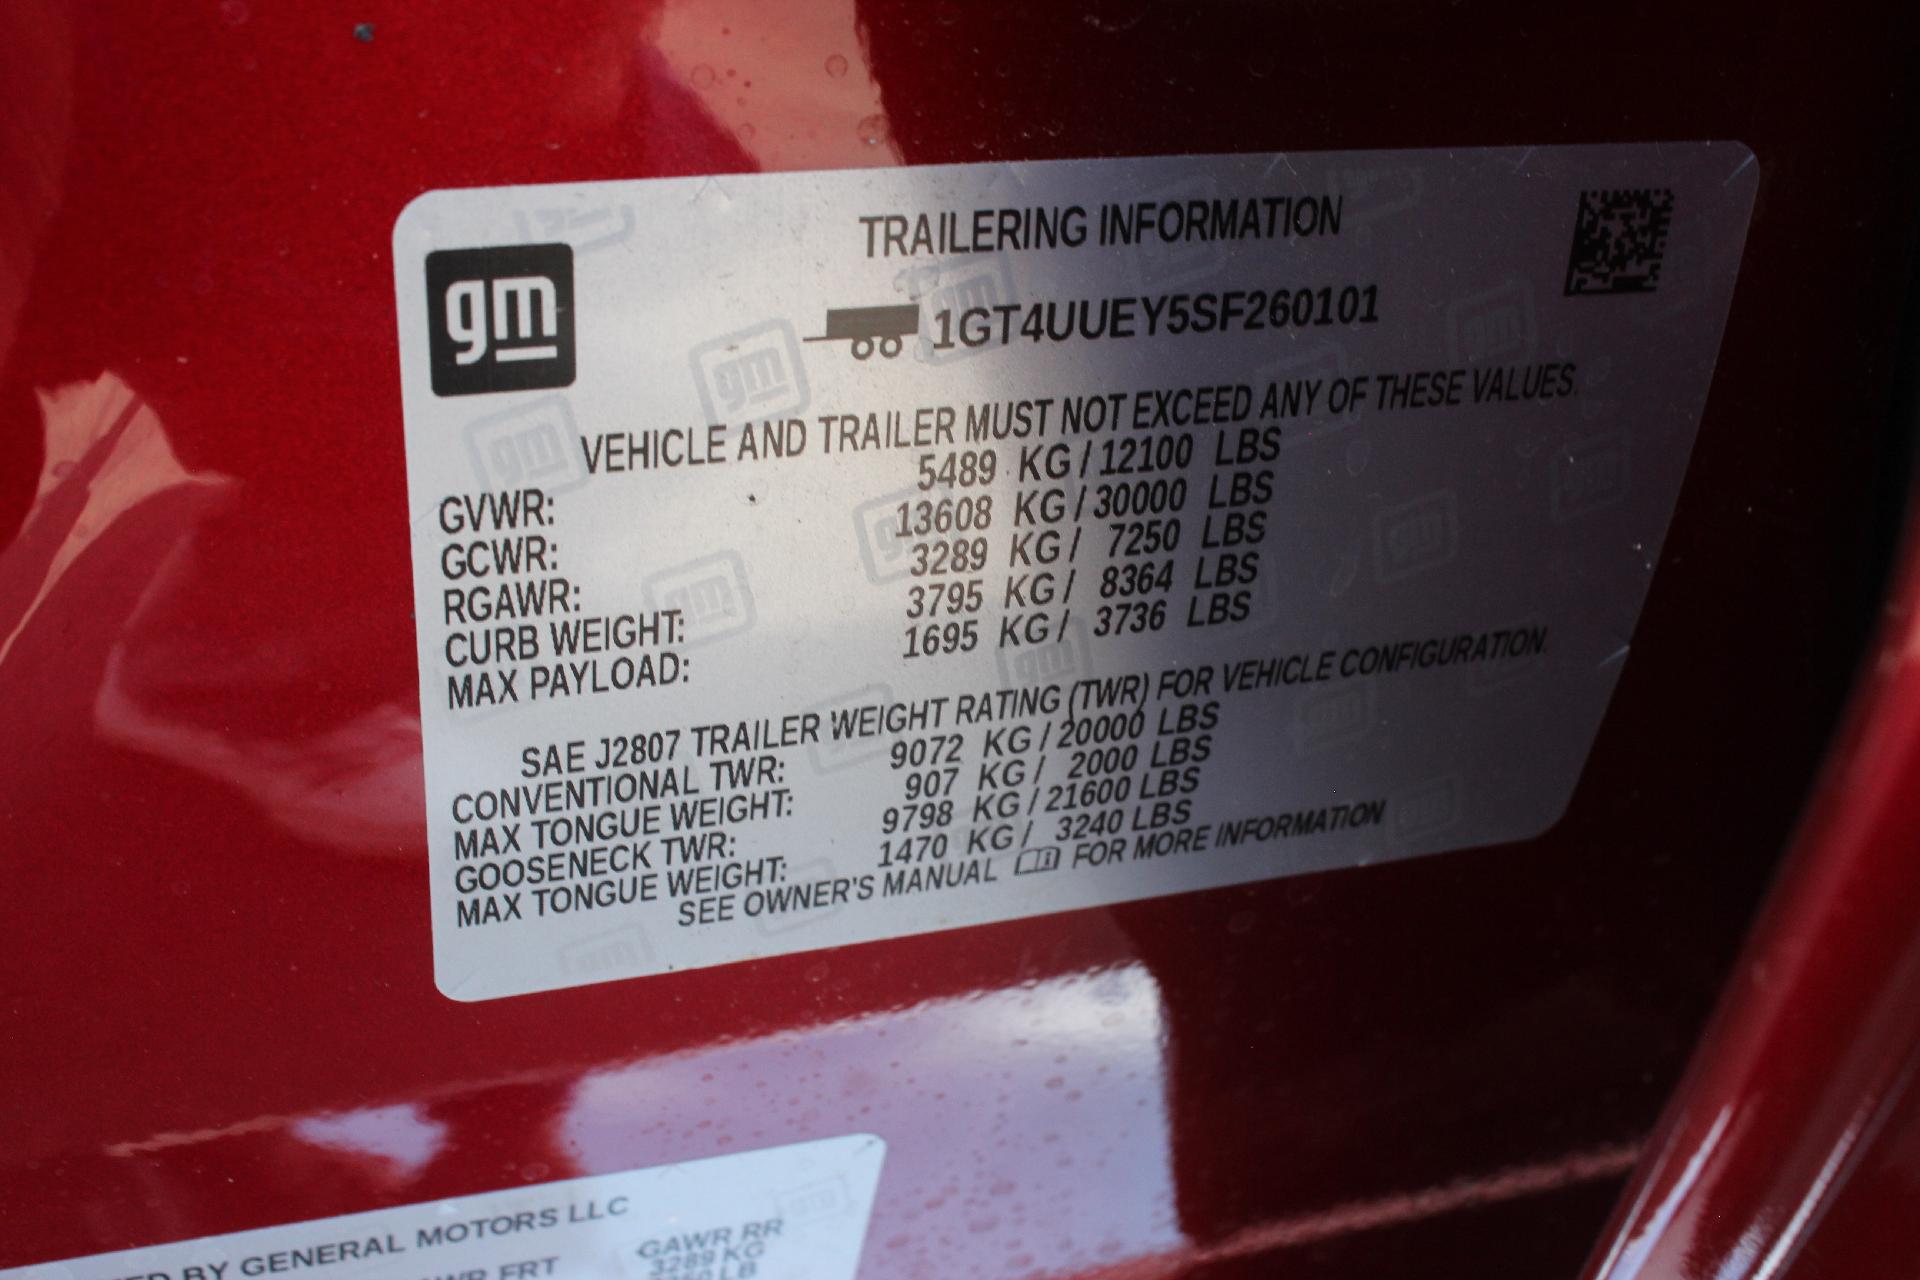 gm
TRAILERING INFORMATION
1GT4UUEY5SF260101
VEHICLE AND TRAILER MUST NOT EXCEED ANY OF THESE VALUES.
GVWR: 5489 KG / 12100 LBS
GCWR: 13608 KG / 30000 LBS
RGAWR: 3289 KG / 7250 LBS
CURB WEIGHT: 3795 KG / 8364 LBS
MAX PAYLOAD: 1695 KG / 3736 LBS
SAE J2807 TRAILER WEIGHT RATING (TWR) FOR VEHICLE CONFIGURATION.
CONVENTIONAL TWR: 9072 KG / 20000 LBS
MAX TONGUE WEIGHT: 907 KG / 2000 LBS
GOOSENECK TWR: 9798 KG / 21600 LBS
MAX TONGUE WEIGHT: 1470 KG / 3240 LBS
SEE OWNER'S MANUAL FOR MORE INFORMATION
BY GENERAL MOTORS LLC
FRT GAWR RR
3289 KG
LB